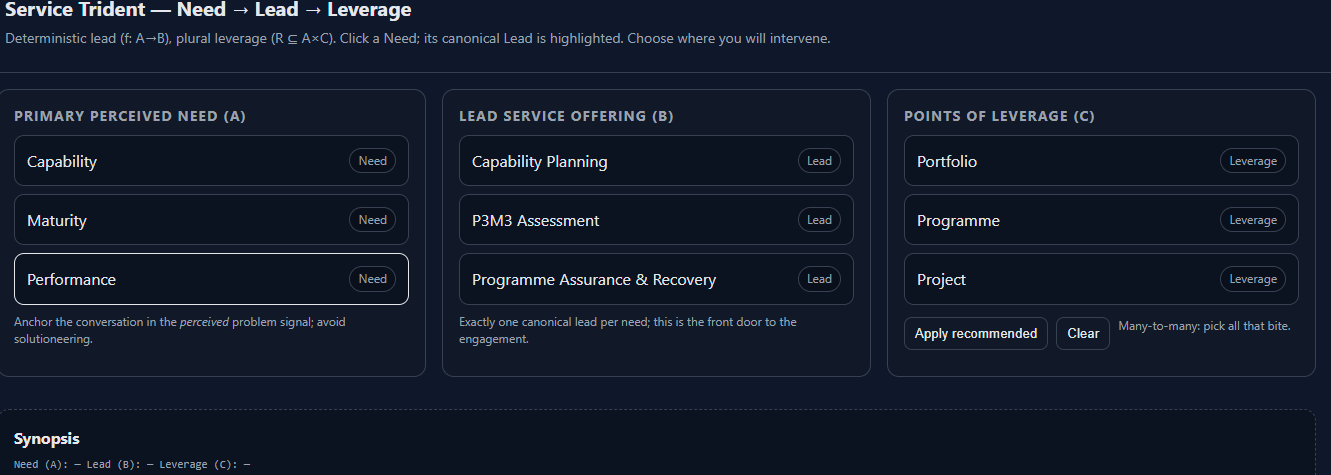 Service Trident — Need → Lead → Leverage
Deterministic lead (f: A→B), plural leverage (R ⊆ A×C). Click a Need; its canonical Lead is highlighted. Choose where you will intervene.
PRIMARY PERCEIVED NEED (A)
Capability Need
Maturity Need
Performance Need
Anchor the conversation in the perceived problem signal; avoid
solutioneering.
LEAD SERVICE OFFERING (B)
Capability Planning Lead
P3M3 Assessment Lead
Programme Assurance & Recovery Lead
Exactly one canonical lead per need; this is the front door to the
engagement.
POINTS OF LEVERAGE (C)
Portfolio Leverage
Programme Leverage
Project Leverage
Apply recommended Clear Many-to-many: pick all that bite.
Synopsis
Need (A): — Lead (B): — Leverage (C): —